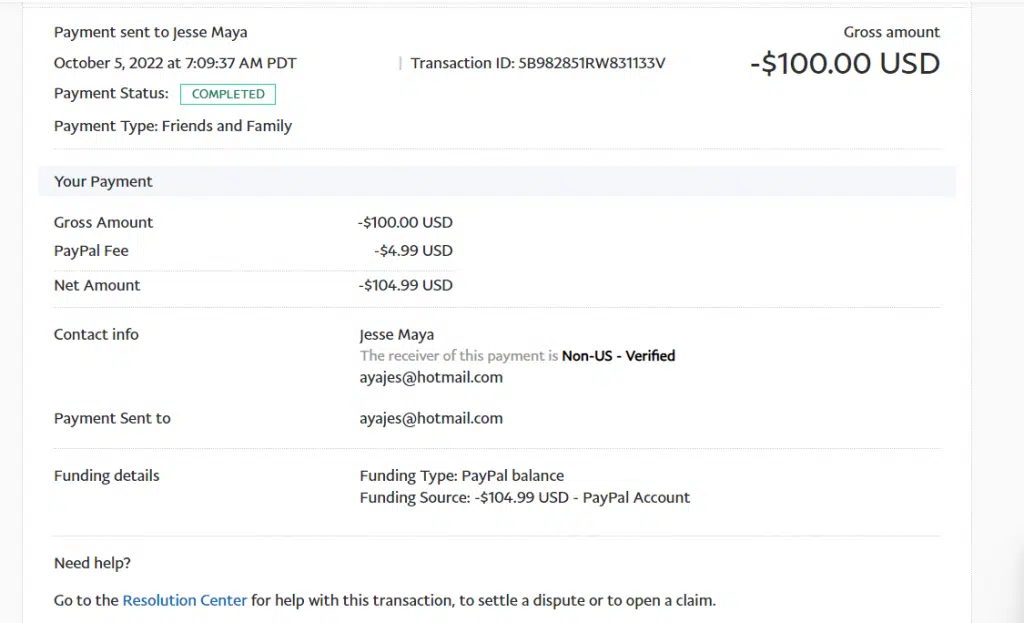 Payment sent to Jesse Maya
Gross amount
October 5, 2022 at 7:09:37 AM PDT | Transaction ID: 5B982851RW831133V
-$100.00 USD
Payment Status: COMPLETED
Payment Type: Friends and Family
Your Payment
Gross Amount -$100.00 USD
PayPal Fee -$4.99 USD
Net Amount -$104.99 USD
Contact info Jesse Maya
The receiver of this payment is Non-US - Verified
ayajes@hotmail.com
Payment Sent to ayajes@hotmail.com
Funding details Funding Type: PayPal balance
Funding Source: -$104.99 USD - PayPal Account
Need help?
Go to the Resolution Center for help with this transaction, to settle a dispute or to open a claim.